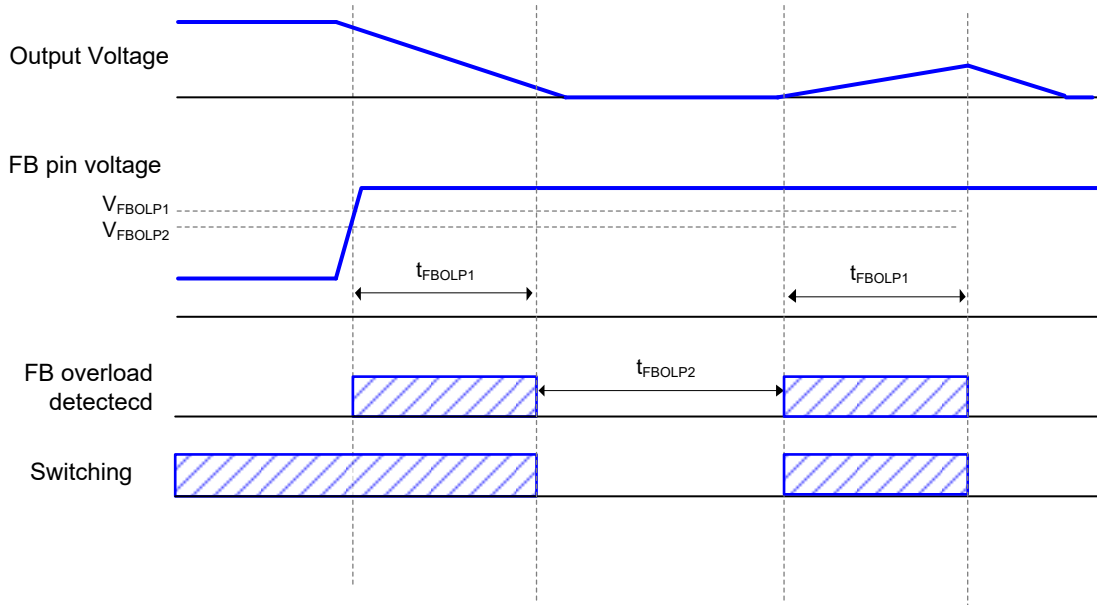 Output Voltage
FB pin voltage
VFBOLP1
VFBOLP2
tFBOLP1
tFBOLP1
FB overload
detectecd
tFBOLP2
Switching